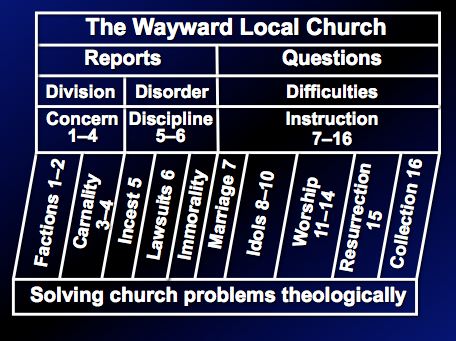 The Wayward Local Church
Reports
Questions
Division
Disorder
Difficulties
Concern
1–4
Discipline
5–6
Instruction
7–16
Factions 1–2
Carnality
3–4
Incest 5
Lawsuits 6
Immorality
Marriage 7
Idols 8–10
Worship
11–14
Resurrection
15
Collection 16
Solving church problems theologically